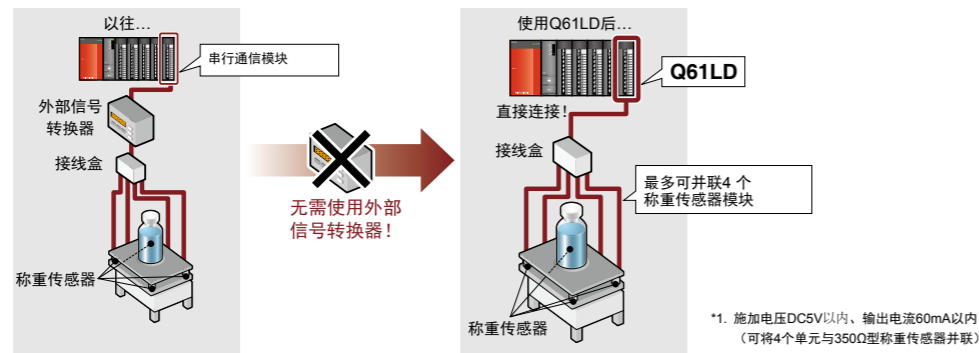 以往…
串行通信模块
外部信号
转换器
接线盒
称重传感器
无需使用外部
信号转换器！
使用Q61LD后…
Q61LD
直接连接！
接线盒
最多可并联4 个
称重传感器模块
称重传感器
*1. 施加电压DC5V以内、输出电流60mA以内
（可将4个单元与350Ω型称重传感器并联）